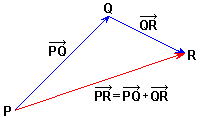 Q
QR
PQ
R
PR = PQ + QR
P